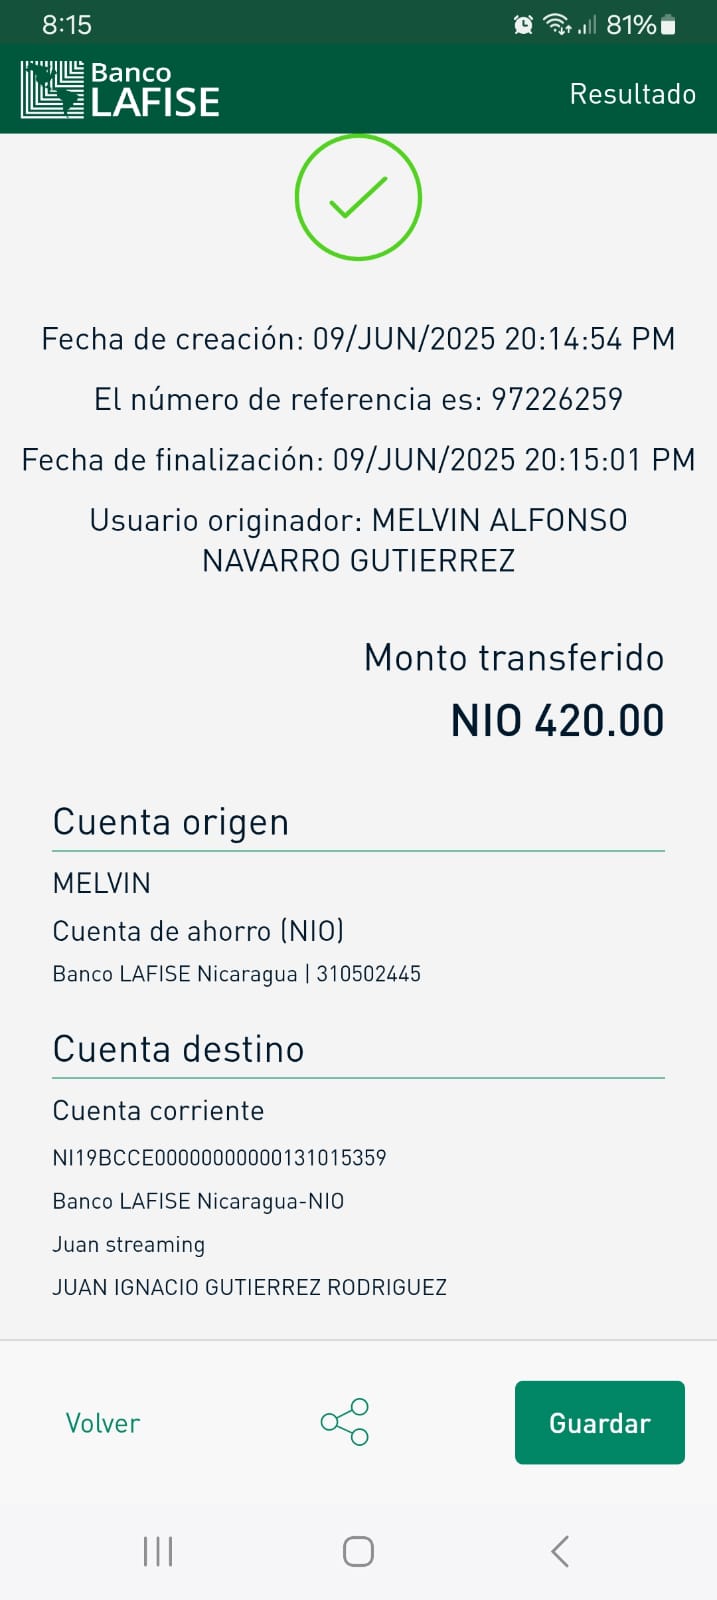 8:15
81%
Banco
LAFISE
Resultado
Fecha de creación: 09/JUN/2025 20:14:54 PM
El número de referencia es: 97226259
Fecha de finalización: 09/JUN/2025 20:15:01 PM
Usuario originador: MELVIN ALFONSO
NAVARRO GUTIERREZ
Monto transferido
NIO 420.00
Cuenta origen
MELVIN
Cuenta de ahorro (NIO)
Banco LAFISE Nicaragua | 310502445
Cuenta destino
Cuenta corriente
NI19BCCE00000000000131015359
Banco LAFISE Nicaragua-NIO
Juan streaming
JUAN IGNACIO GUTIERREZ RODRIGUEZ
Volver
Guardar